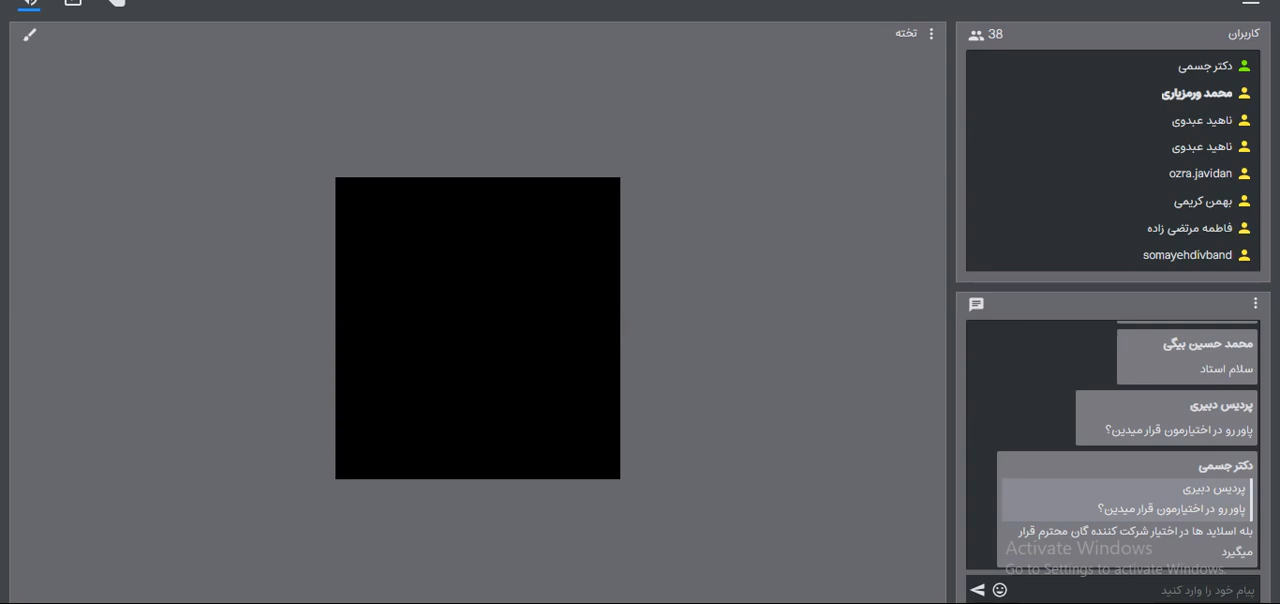 تخته
کاربران
38
دکتر جسمی
محمد ورمزیاری
ناهید عبدوی
ناهید عبدوی
ozra.javidan
بهمن کریمی
فاطمه مرتضی زاده
somayehdivband
محمد حسین بیگی
سلام استاد
پردیس دبیری
پاور رو در اختیارمون قرار میدین؟
دکتر جسمی
پردیس دبیری
پاور رو در اختیارمون قرار میدین؟
بله اسلاید ها در اختیار شرکت کننده گان محترم قرار
میگیرد
Activate Windows
Go to Settings to activate Windows.
پیام خود را وارد کنید